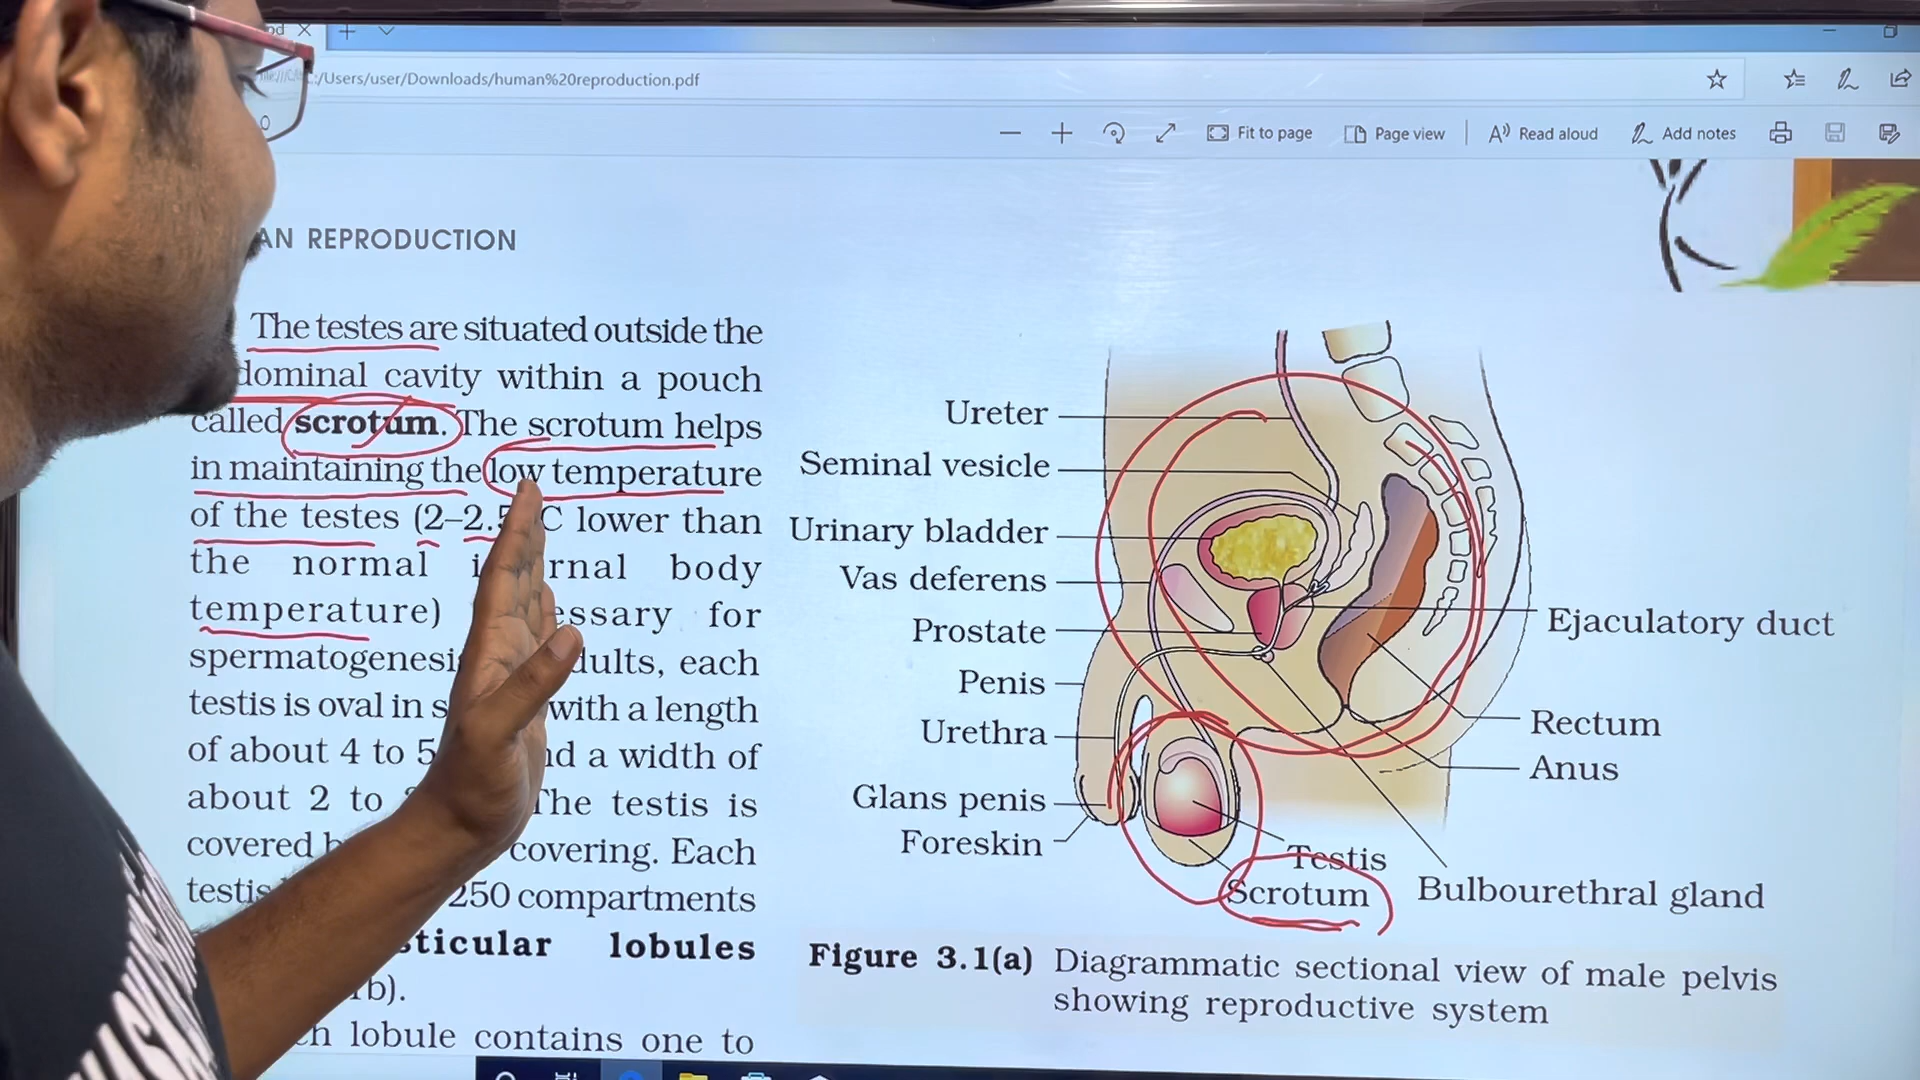 :/Users/user/Downloads/human%20reproduction.pdf
Fit to page
Page view
Read aloud
Add notes
AN REPRODUCTION
The testes are situated outside the
dominal cavity within a pouch
called scrotum. The scrotum helps
in maintaining the low temperature
of the testes (2–2.5 C lower than
the normal i rnal body
temperature) essary for
spermatogenesi dults, each
testis is oval in s with a length
of about 4 to 5 nd a width of
about 2 to The testis is
covered b covering. Each
testis 250 compartments
sticular lobules
b).
h lobule contains one to
Ureter
Seminal vesicle
Urinary bladder
Vas deferens
Prostate
Penis
Urethra
Glans penis
Foreskin
Ejaculatory duct
Rectum
Anus
Testis
Scrotum
Bulbourethral gland
Figure 3.1(a) Diagrammatic sectional view of male pelvis
showing reproductive system